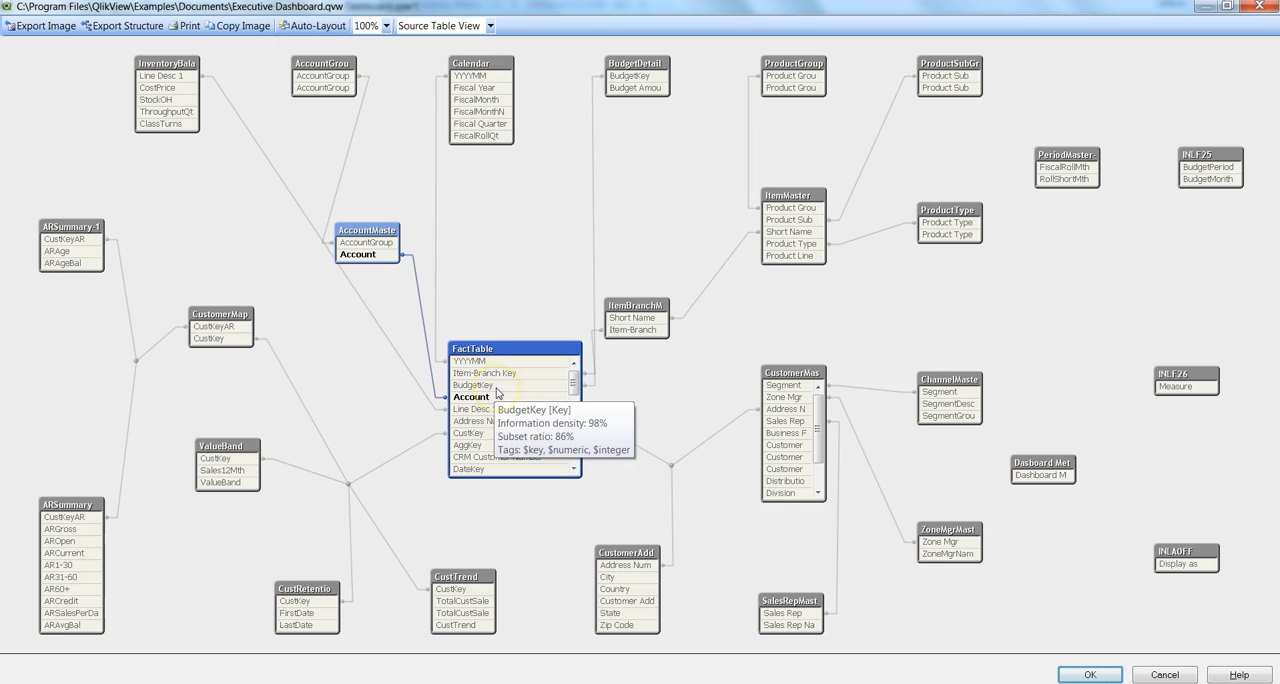 C:\Program Files\QlikView\Examples\Documents\Executive Dashboard.qvw
Export Image Export Structure Print Copy Image Auto-Layout 100% Source Table View
InventoryBala
Line Desc 1
CostPrice
StockOH
ThroughputQt
ClassTurns
AccountGrou
AccountGroup
AccountGroup
Calendar
YYYYMM
Fiscal Year
FiscalMonth
FiscalMonthN
Fiscal Quarter
FiscalRollQt
BudgetDetail
BudgetKey
Budget Amou
ProductGroup
Product Grou
Product Grou
ProductSubGr
Product Sub
Product Sub
PeriodMaster-
FiscalRollMth
RollShortMth
INLF25
BudgetPeriod
BudgetMonth
ItemMaster
Product Grou
Product Sub
Short Name
Product Type
Product Line
ProductType
Product Type
Product Type
ARSummary-1
CustKeyAR
ARAge
ARAgeBal
AccountMaste
AccountGroup
Account
CustomerMap
CustKeyAR
CustKey
ItemBranchM
Short Name
Item-Branch
FactTable
YYYYMM
Item-Branch Key
BudgetKey
Account
Line Desc
Address Nu
CustKey
AggKey
CRM Customer Number
DateKey
BudgetKey [Key]
Information density: 98%
Subset ratio: 86%
Tags: $key, $numeric, $integer
CustomerMas
Segment
Zone Mgr
Address N
Sales Rep
Business F
Customer
Customer
Customer
Distributio
Division
ChannelMaste
Segment
SegmentDesc
SegmentGrou
INLF26
Measure
ValueBand
CustKey
Sales12Mth
ValueBand
Dasboard Met
Dashboard M
ARSummary
CustKeyAR
ARGross
AROpen
ARCurrent
AR1-30
AR31-60
AR60+
ARCredit
ARSalesPerDa
ARAvgBal
ZoneMgrMast
Zone Mgr
ZoneMgrNam
INLAOFF
Display as
CustRetentio
CustKey
FirstDate
LastDate
CustTrend
CustKey
TotalCustSale
TotalCustSale
CustTrend
CustomerAdd
Address Num
City
Country
Customer Add
State
Zip Code
SalesRepMast
Sales Rep
Sales Rep Na
OK Cancel Help